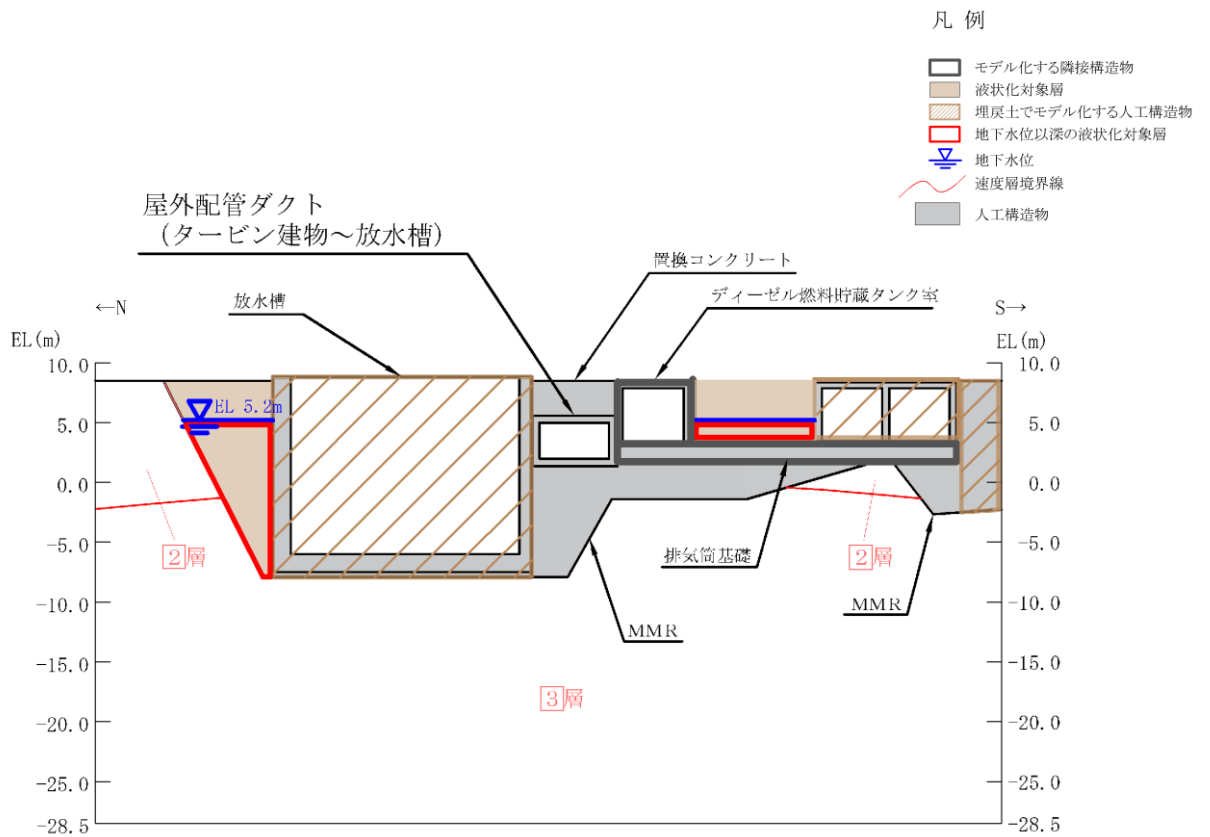 凡 例
モデル化する隣接構造物
液状化対象層
埋戻土でモデル化する人工構造物
地下水位以深の液状化対象層
地下水位
速度層境界線
人工構造物
屋外配管ダクト
(タービン建物～放水槽)
置換コンクリート
ディーゼル燃料貯蔵タンク室
放水槽
←N
S→
EL(m)
EL(m)
10.0
10.0
EL 5.2m
5.0
5.0
0.0
0.0
-5.0
-5.0
②層
②層
排気筒基礎
MMR
MMR
-10.0
-10.0
-15.0
-15.0
③層
-20.0
-20.0
-25.0
-25.0
-28.5
-28.5